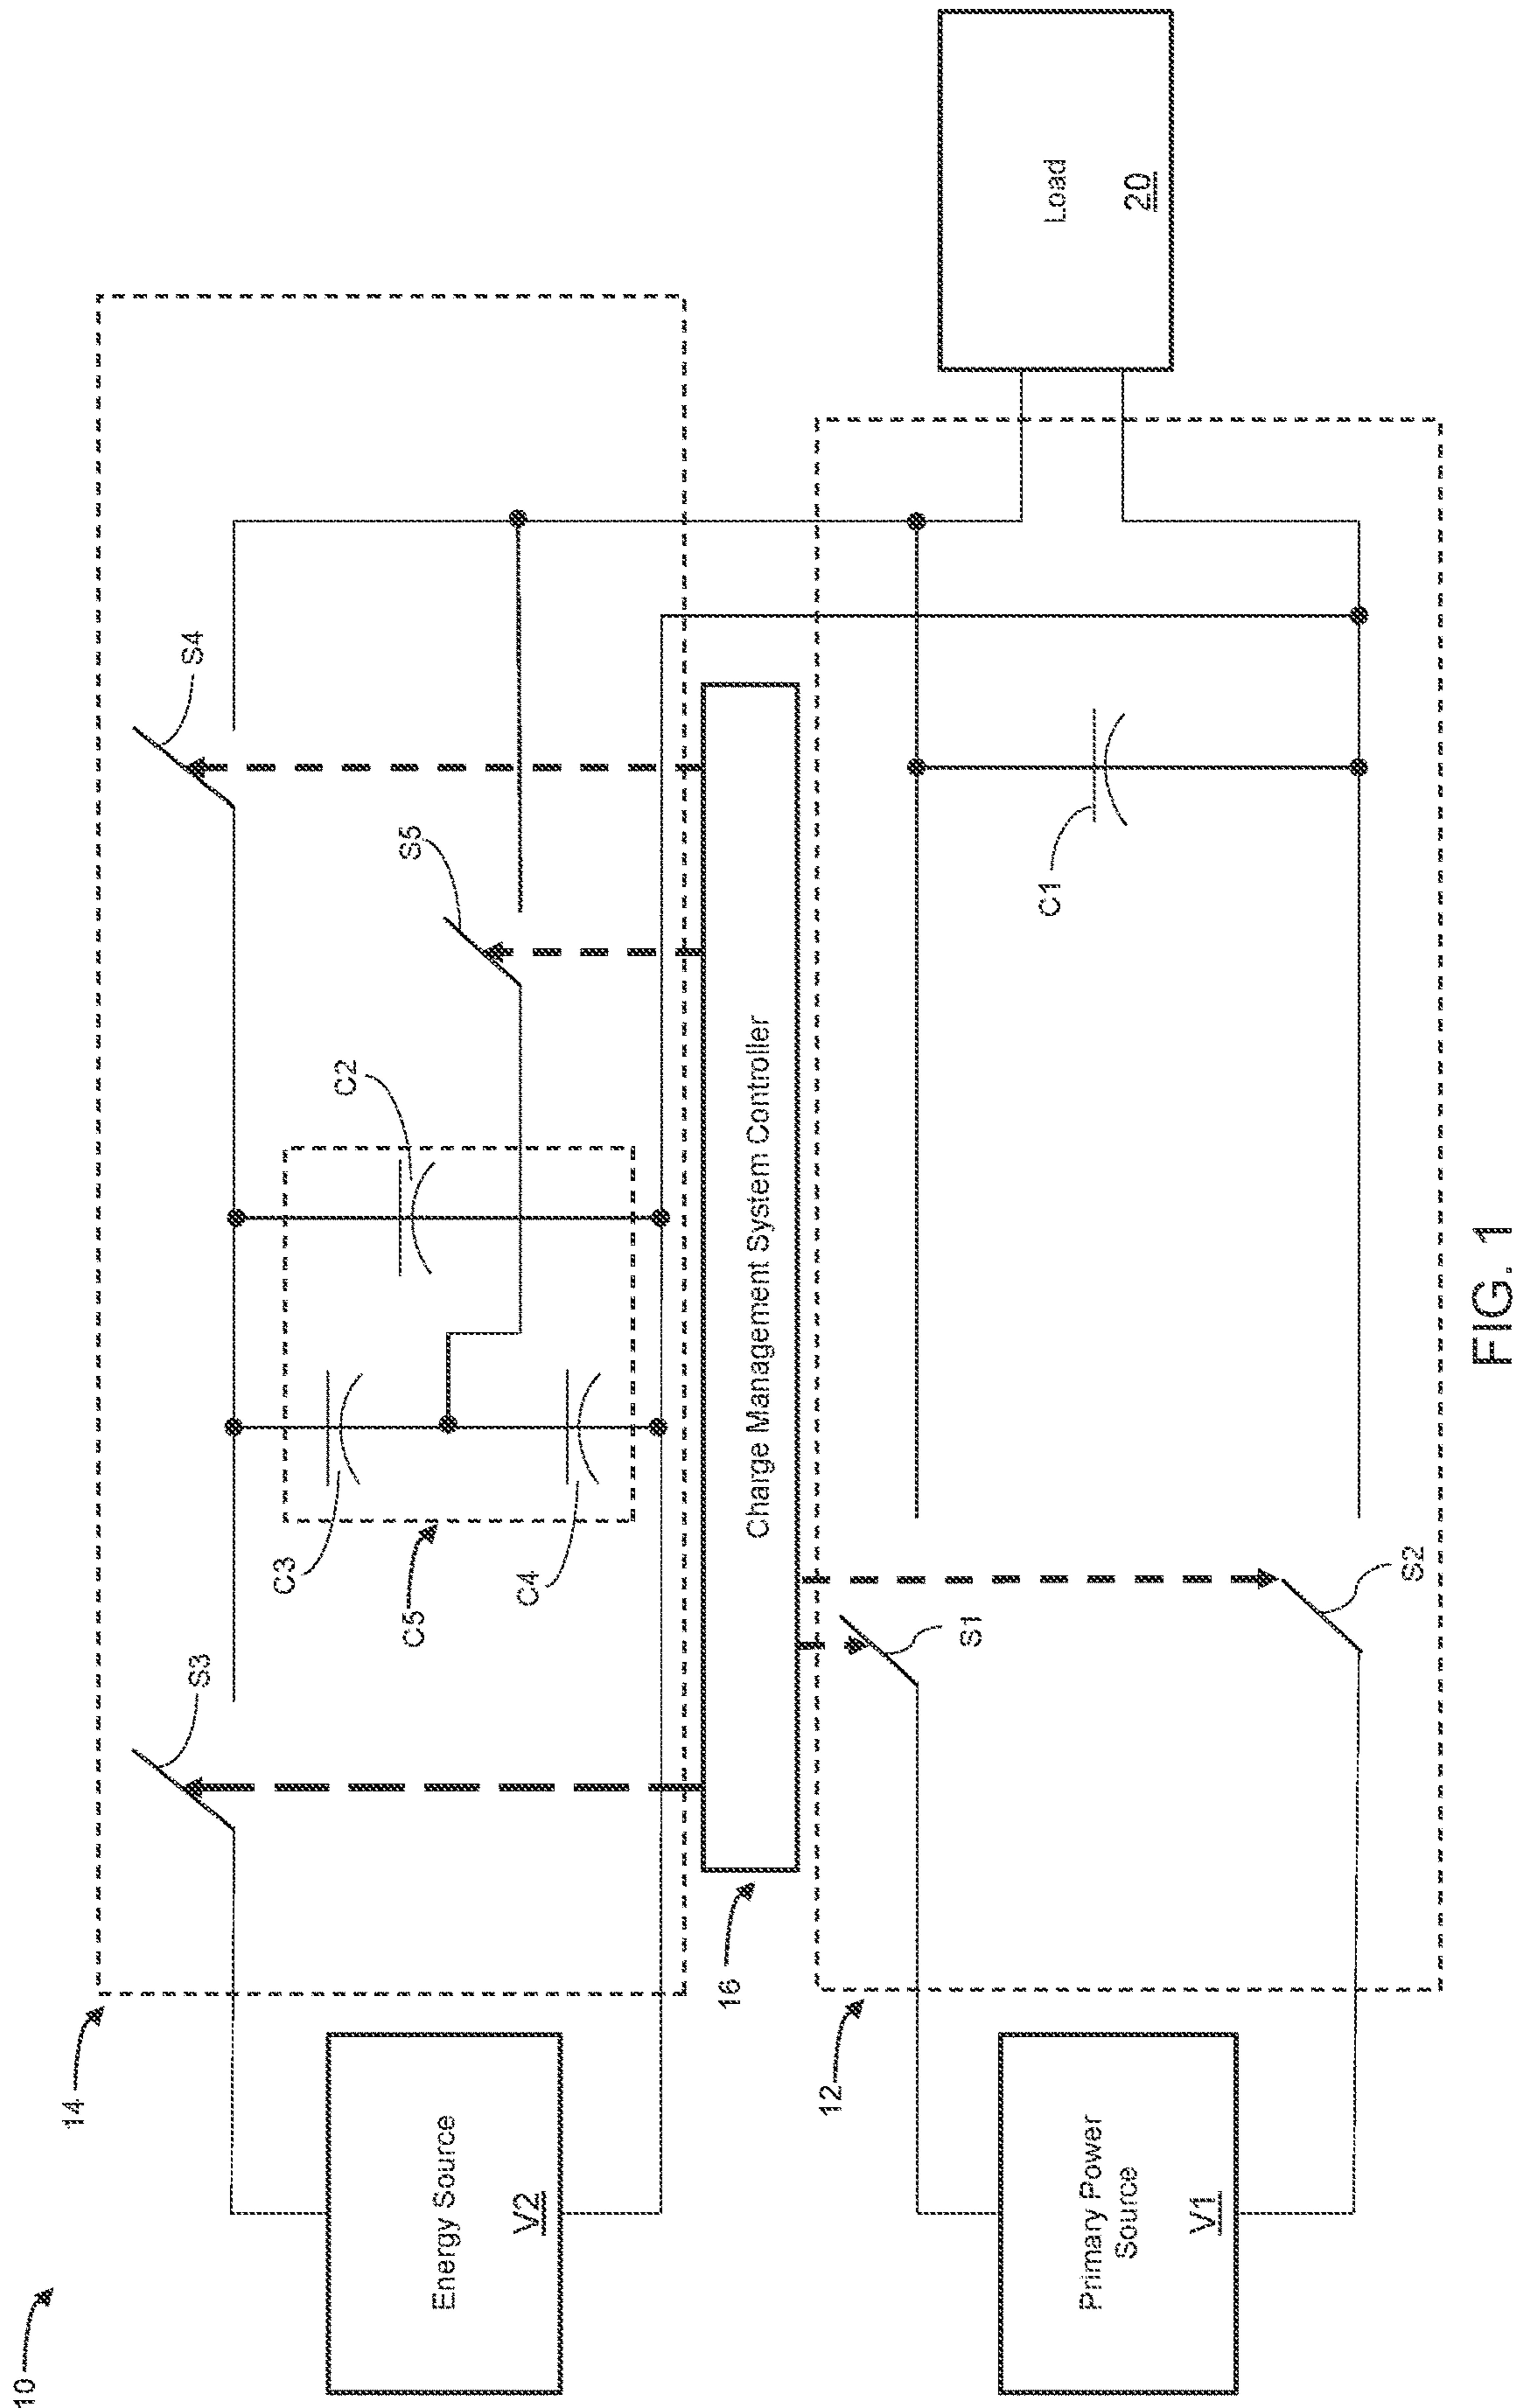 10
14
S3
S4
C3
C2
S5
C5
C4
Energy Source
V2
16
Charge Management System Controller
12
S1
C1
Load
20
Primary Power
Source
V1
S2
FIG. 1